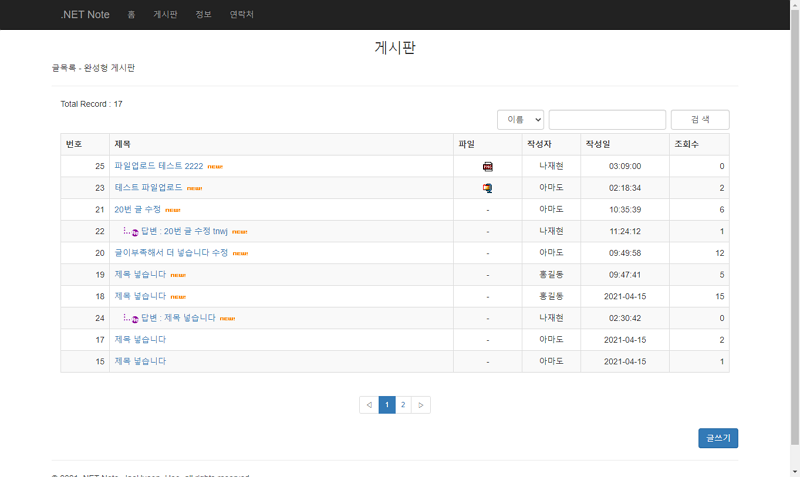 .NET Note 홈 게시판 정보 연락처
게시판
글목록 - 완성형 게시판
Total Record : 17
이름 검 색
번호 제목 파일 작성자 작성일 조회수
25 파일업로드 테스트 2222 new! 나재현 03:09:00 0
23 테스트 파일업로드 new! 아마도 02:18:34 2
21 20번 글 수정 new! - 아마도 10:35:39 6
22 Re 답변 : 20번 글 수정 tnwj new! - 나재현 11:24:12 1
20 글이부족해서 더 넣습니다 수정 new! - 아마도 09:49:58 12
19 제목 넣습니다 new! - 홍길동 09:47:41 5
18 제목 넣습니다 new! - 홍길동 2021-04-15 15
24 Re 답변 : 제목 넣습니다 new! - 나재현 02:30:42 0
17 제목 넣습니다 - 아마도 2021-04-15 2
15 제목 넣습니다 - 아마도 2021-04-15 1
◁ 1 2 ▷
글쓰기